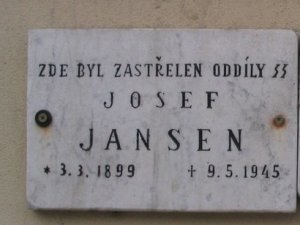 ZDE BYL ZASTŘELEN ODDÍLY SS
JOSEF
JANSEN
* 3.3.1899 † 9.5.1945